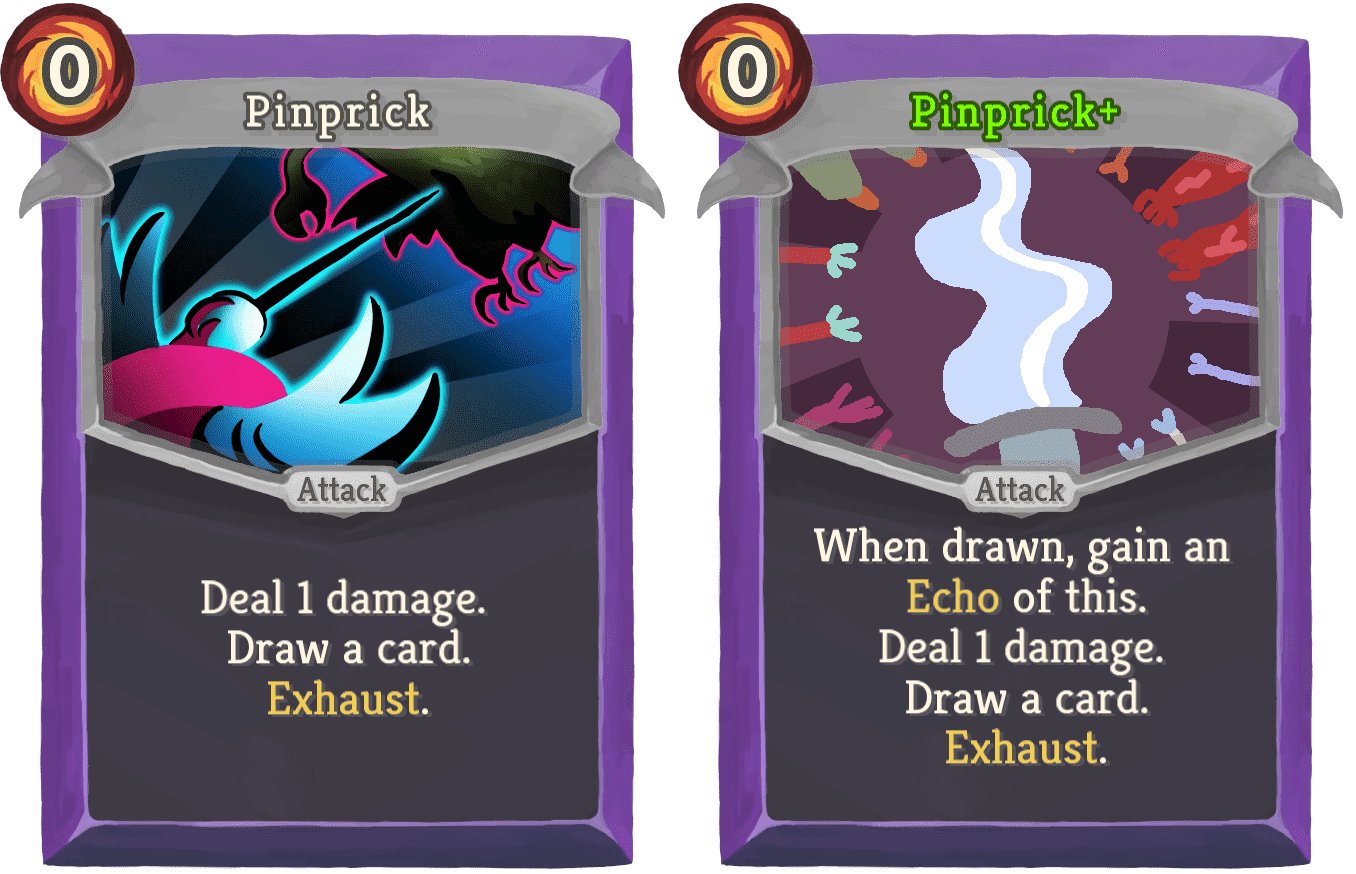 0
Pinprick
Attack
Deal 1 damage.
Draw a card.
Exhaust.
0
Pinprick+
Attack
When drawn, gain an
Echo of this.
Deal 1 damage.
Draw a card.
Exhaust.